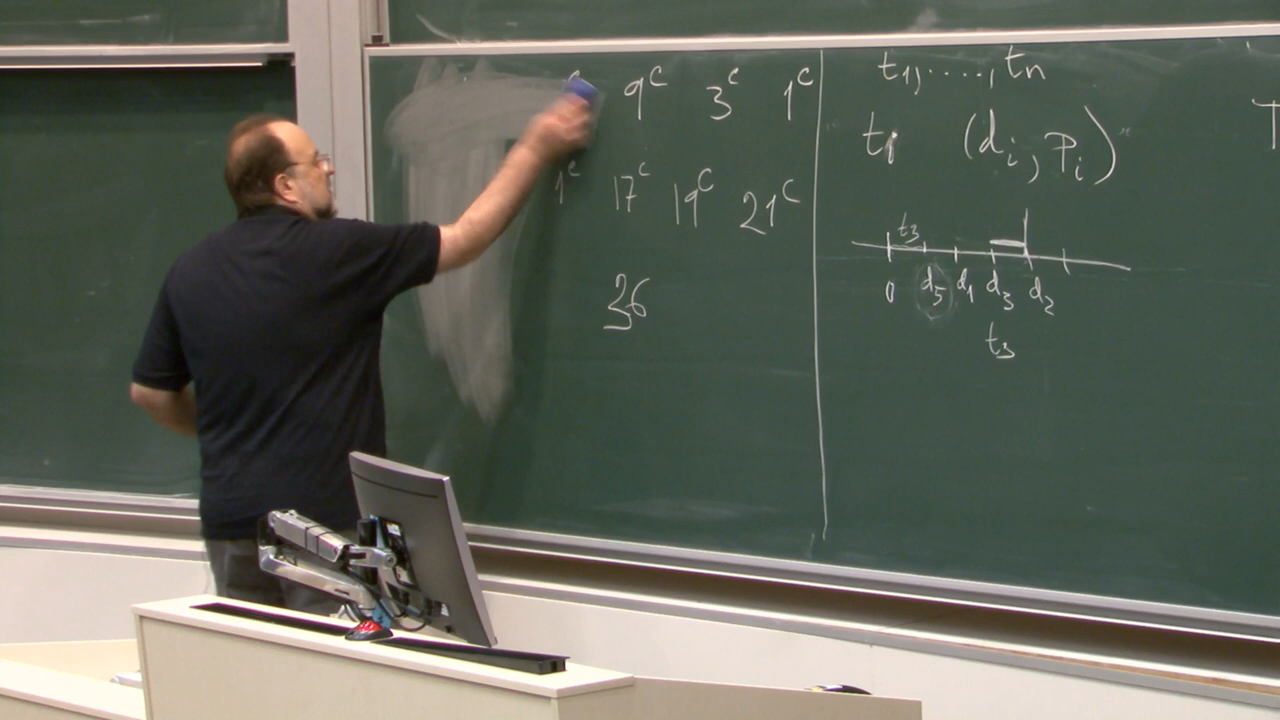 9ᶜ 3ᶜ 1ᶜ
1ᶜ 17ᶜ 19ᶜ 21ᶜ
36
t₁, ....., tₙ
(dᵢ, pᵢ)
t₃
0 d₅ d₁ d₃ d₂
t₃